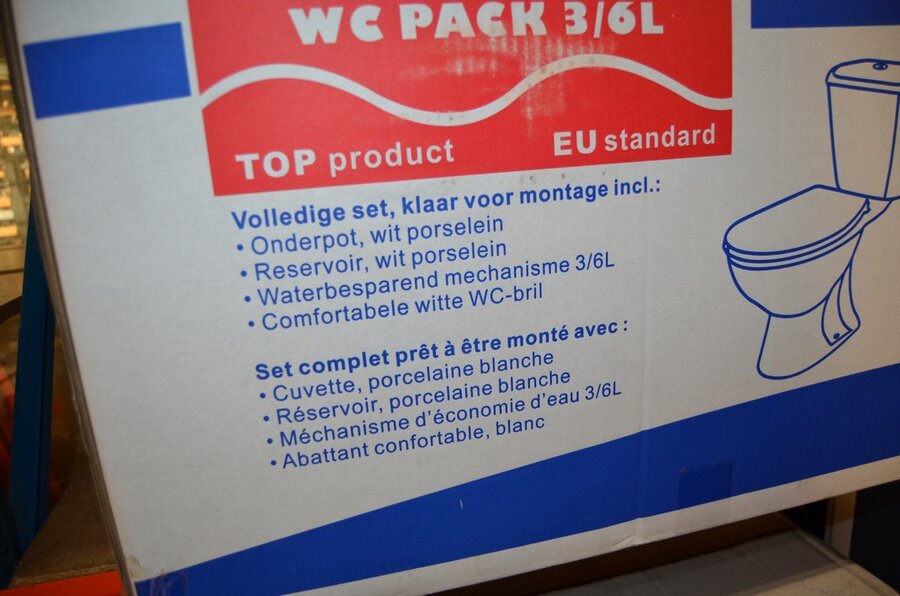 WC PACK 3/6L
TOP product
EU standard
Volledige set, klaar voor montage incl.:
• Onderpot, wit porselein
• Reservoir, wit porselein
• Waterbesparend mechanisme 3/6L
• Comfortabele witte WC-bril
Set complet prêt à être monté avec :
• Cuvette, porcelaine blanche
• Réservoir, porcelaine blanche
• Méchanisme d'économie d'eau 3/6L
• Abattant confortable, blanc